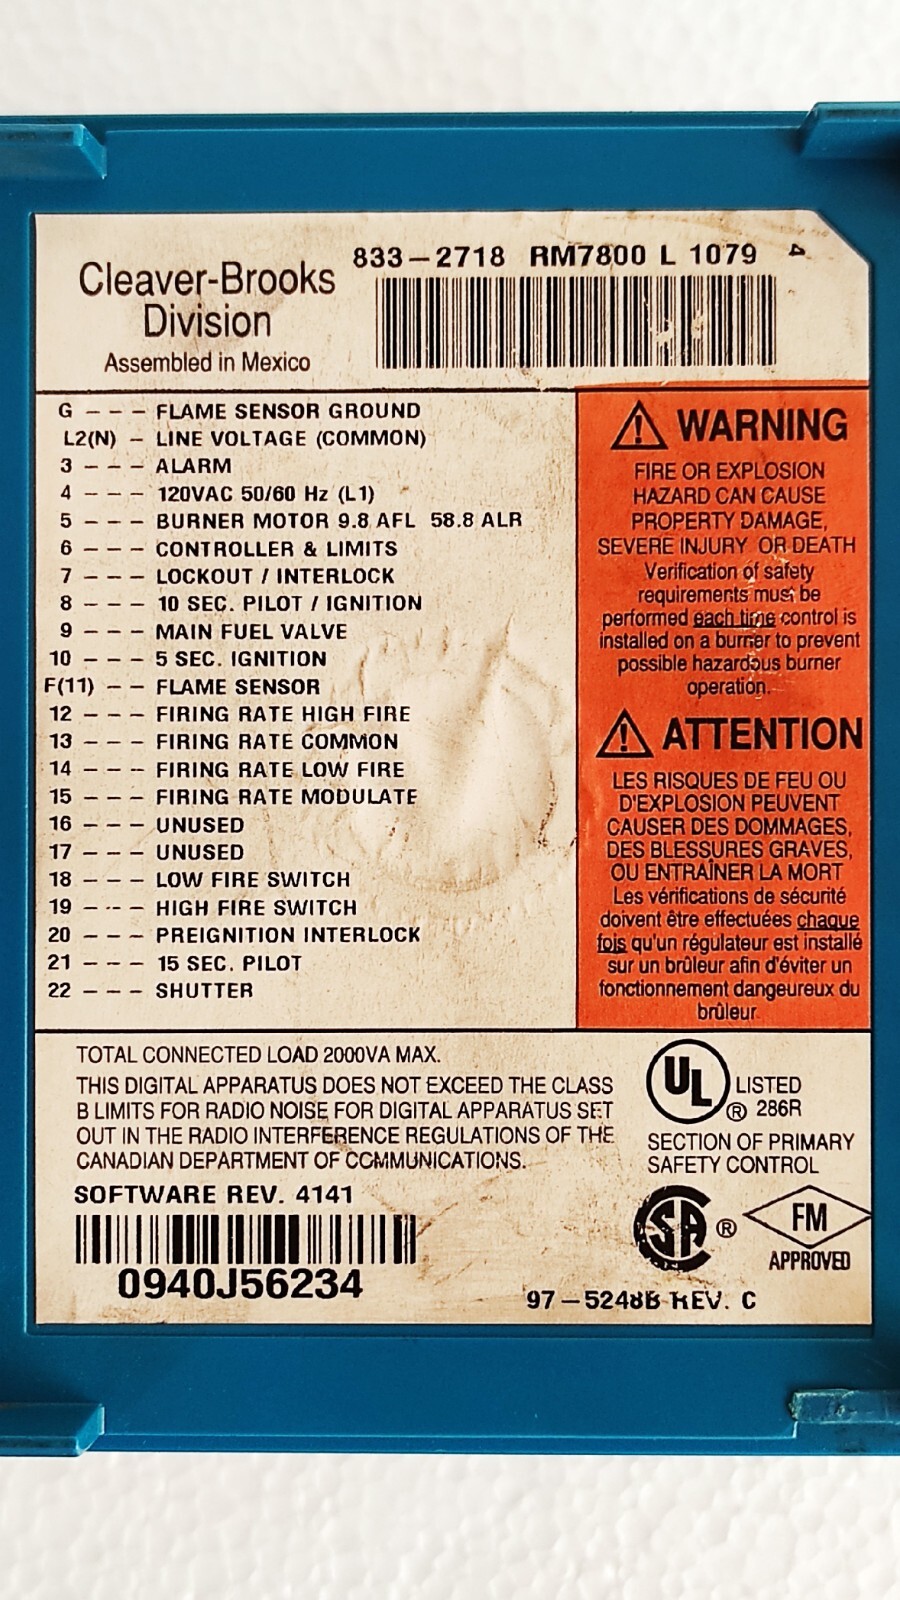 Cleaver-Brooks
Division
Assembled in Mexico
833-2718 RM7800 L 1079 4
G --- FLAME SENSOR GROUND
L2(N) - LINE VOLTAGE (COMMON)
3 --- ALARM
4 --- 120VAC 50/60 Hz (L1)
5 --- BURNER MOTOR 9.8 AFL 58.8 ALR
6 --- CONTROLLER & LIMITS
7 --- LOCKOUT / INTERLOCK
8 --- 10 SEC. PILOT / IGNITION
9 --- MAIN FUEL VALVE
10 --- 5 SEC. IGNITION
F(11) -- FLAME SENSOR
12 --- FIRING RATE HIGH FIRE
13 --- FIRING RATE COMMON
14 --- FIRING RATE LOW FIRE
15 --- FIRING RATE MODULATE
16 --- UNUSED
17 --- UNUSED
18 --- LOW FIRE SWITCH
19 --- HIGH FIRE SWITCH
20 --- PREIGNITION INTERLOCK
21 --- 15 SEC. PILOT
22 --- SHUTTER
WARNING
FIRE OR EXPLOSION
HAZARD CAN CAUSE
PROPERTY DAMAGE,
SEVERE INJURY OR DEATH
Verification of safety
requirements must be
performed each time control is
installed on a burner to prevent
possible hazardous burner
operation.
ATTENTION
LES RISQUES DE FEU OU
D'EXPLOSION PEUVENT
CAUSER DES DOMMAGES,
DES BLESSURES GRAVES,
OU ENTRAÎNER LA MORT
Les vérifications de sécurité
doivent être effectuées chaque
fois qu'un régulateur est installé
sur un brûleur afin d'éviter un
fonctionnement dangeureux du
brûleur.
TOTAL CONNECTED LOAD 2000VA MAX.
THIS DIGITAL APPARATUS DOES NOT EXCEED THE CLASS
B LIMITS FOR RADIO NOISE FOR DIGITAL APPARATUS SET
OUT IN THE RADIO INTERFERENCE REGULATIONS OF THE
CANADIAN DEPARTMENT OF COMMUNICATIONS.
SOFTWARE REV. 4141
0940J56234
UL ® LISTED
286R
SECTION OF PRIMARY
SAFETY CONTROL
SA ®
FM
APPROVED
97-5248B REV. C